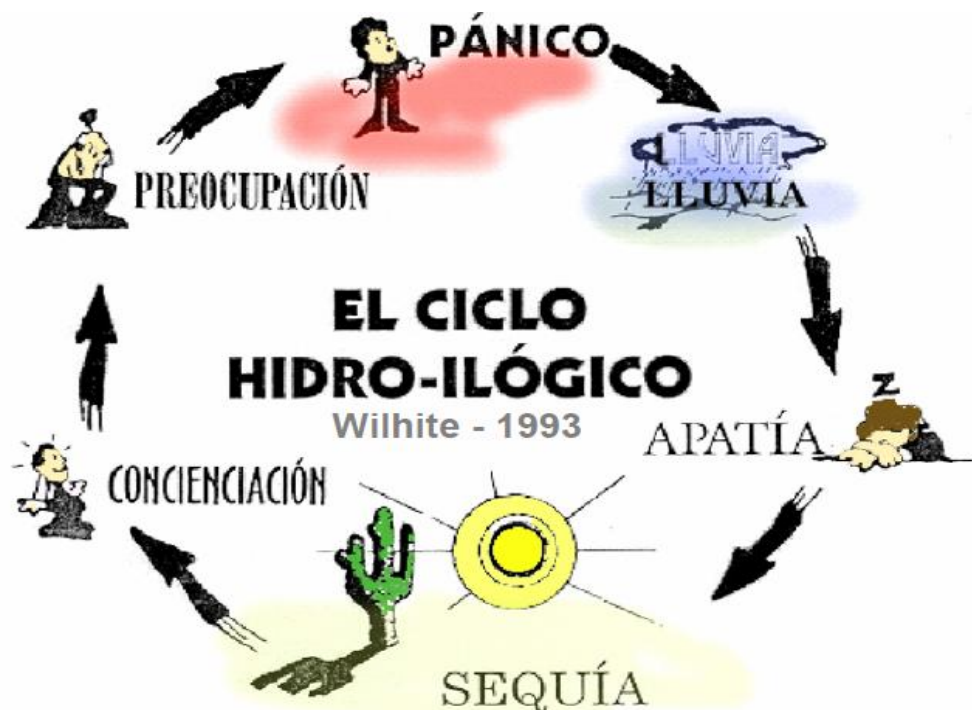 PÁNICO
LLUVIA
LLUVIA
PREOCUPACIÓN
EL CICLO
HIDRO-ILÓGICO
Wilhite - 1993
Z
APATÍA
CONCIENCIACIÓN
SEQUÍA